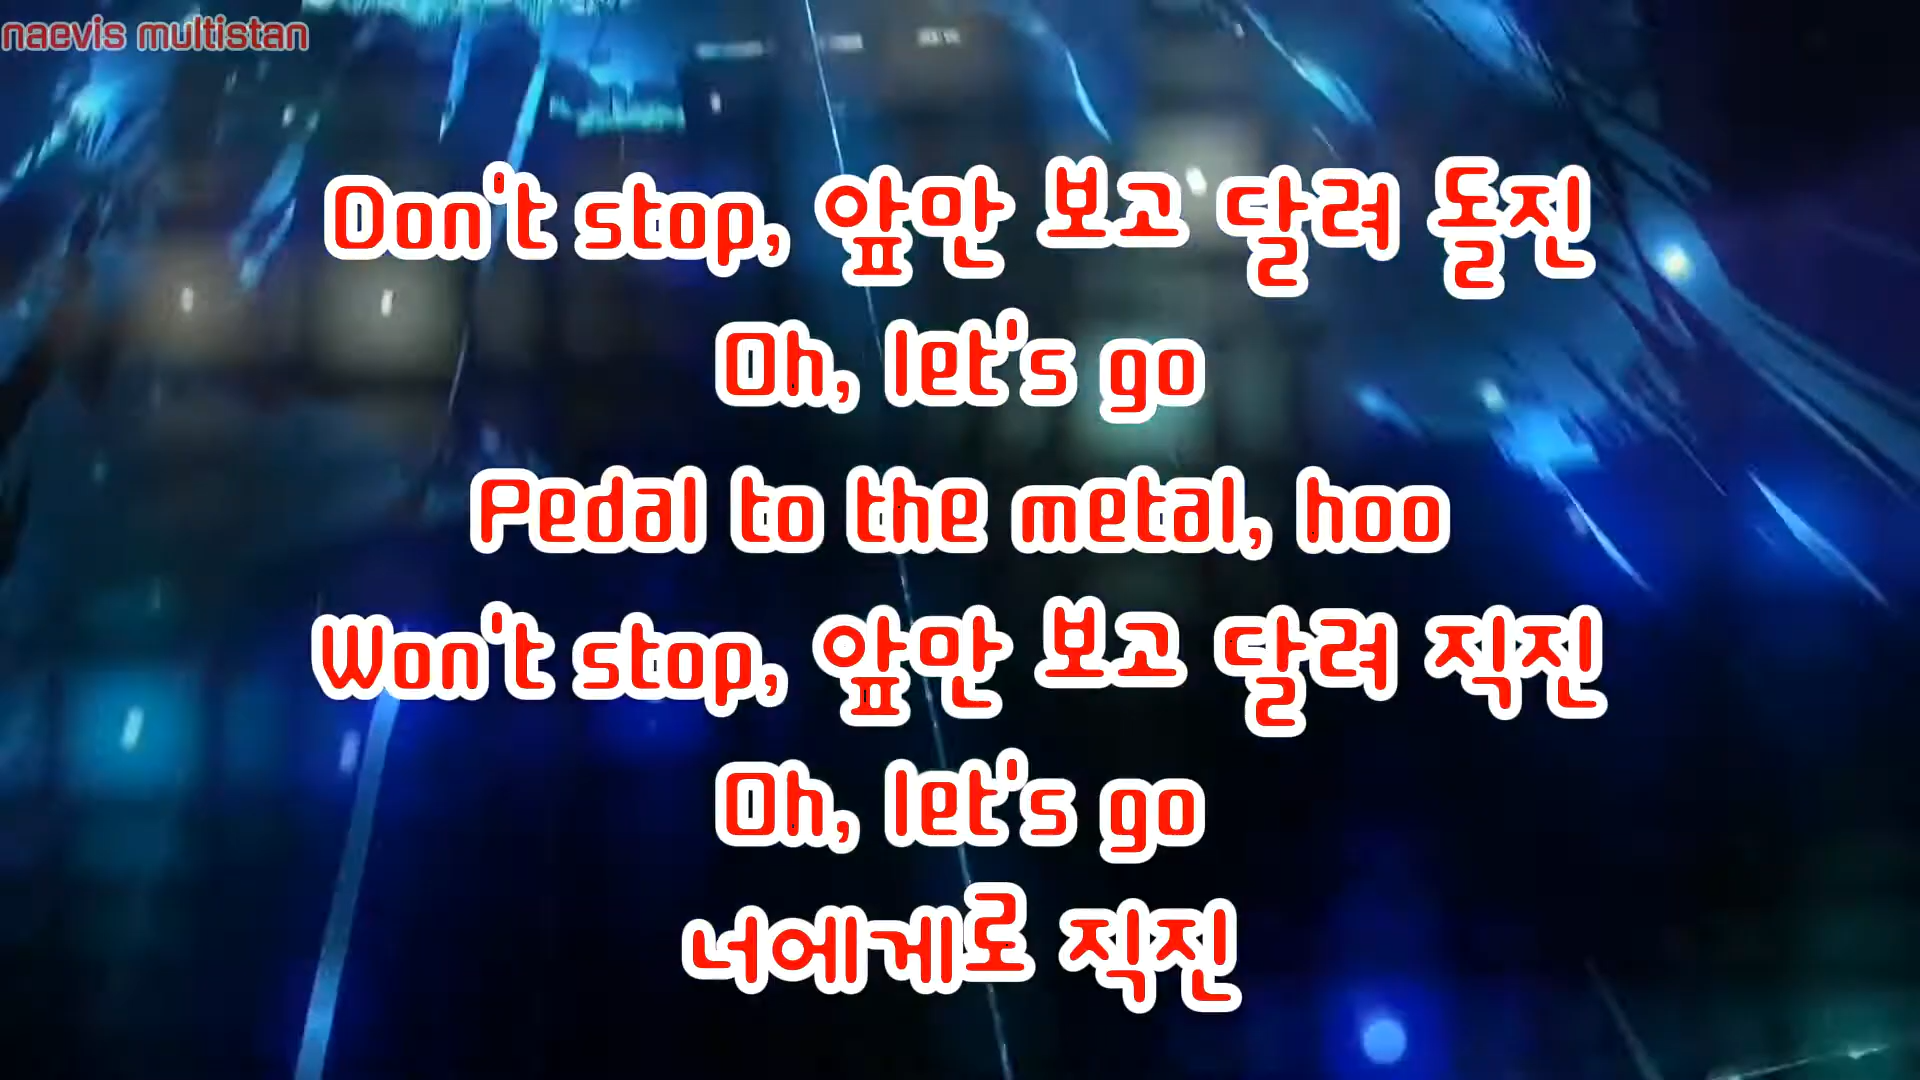 naevis multistan
Don't stop, 앞만 보고 달려 돌진
Oh, let's go
Pedal to the metal, hoo
Won't stop, 앞만 보고 달려 직진
Oh, let's go
너에게로 직진